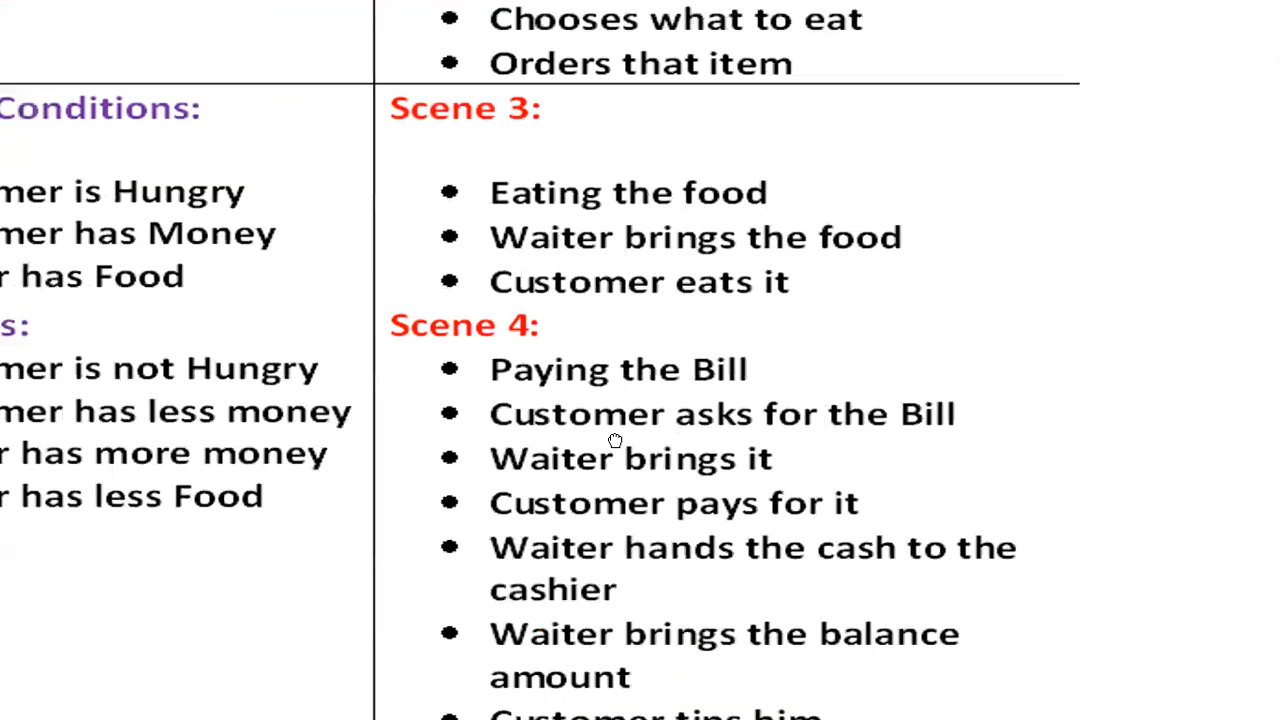 • Chooses what to eat
• Orders that item
Conditions:
mer is Hungry
mer has Money
r has Food
s:
mer is not Hungry
mer has less money
r has more money
r has less Food
Scene 3:
• Eating the food
• Waiter brings the food
• Customer eats it
Scene 4:
• Paying the Bill
• Customer asks for the Bill
• Waiter brings it
• Customer pays for it
• Waiter hands the cash to the
cashier
• Waiter brings the balance
amount
• Customer tips him